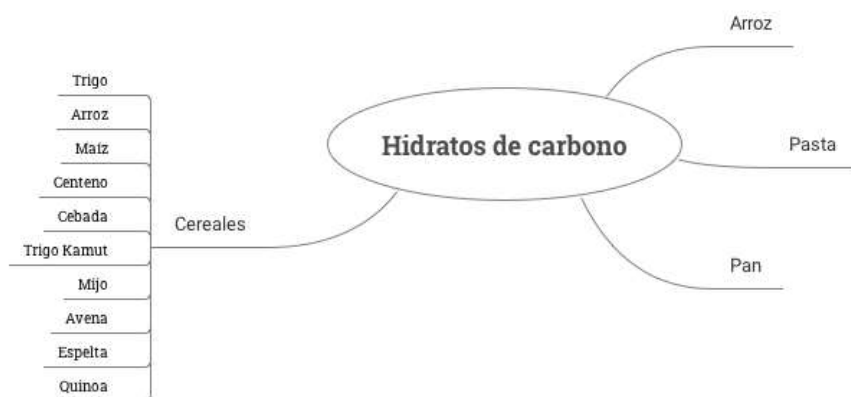 Hidratos de carbono
Arroz
Pasta
Pan
Cereales
Trigo
Arroz
Maíz
Centeno
Cebada
Trigo Kamut
Mijo
Avena
Espelta
Quinoa